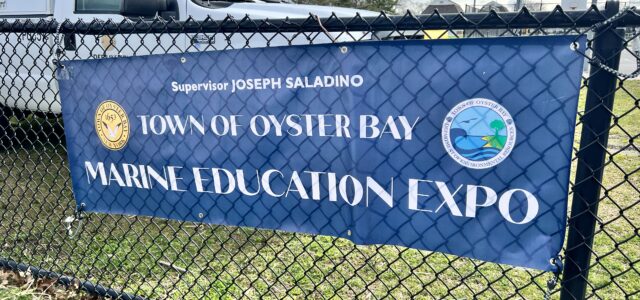 Supervisor JOSEPH SALADINO
TOWN OF OYSTER BAY
MARINE EDUCATION EXPO